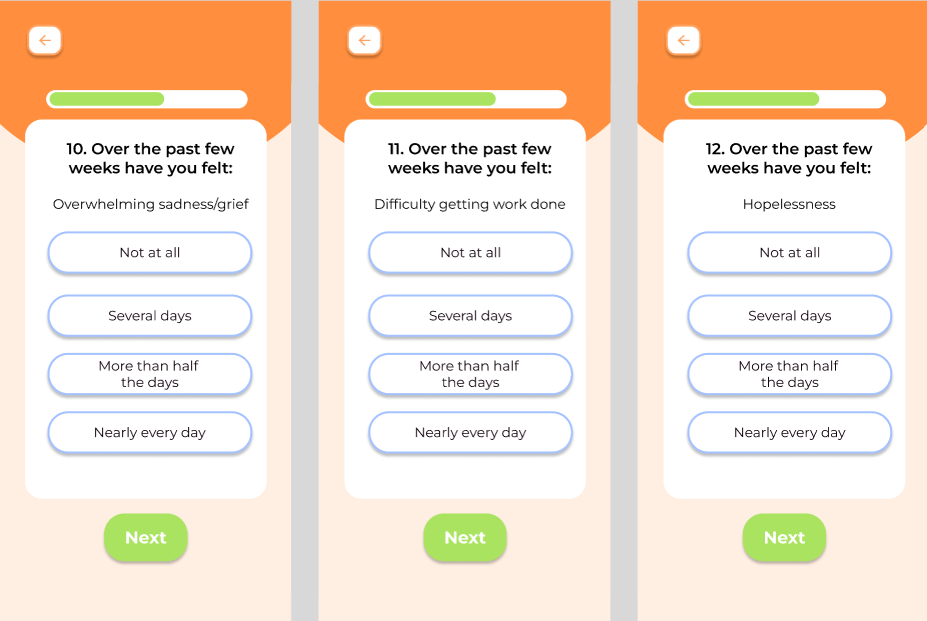 10. Over the past few
weeks have you felt:
Overwhelming sadness/grief
Not at all
Several days
More than half
the days
Nearly every day
Next
11. Over the past few
weeks have you felt:
Difficulty getting work done
Not at all
Several days
More than half
the days
Nearly every day
Next
12. Over the past few
weeks have you felt:
Hopelessness
Not at all
Several days
More than half
the days
Nearly every day
Next